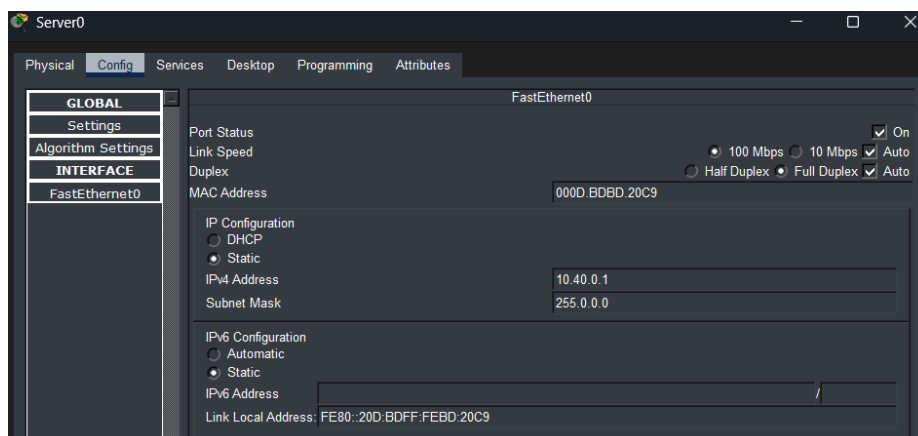 Server0
Physical Config Services Desktop Programming Attributes
GLOBAL
Settings
Algorithm Settings
INTERFACE
FastEthernet0
FastEthernet0
Port Status On
Link Speed 100 Mbps 10 Mbps Auto
Duplex Half Duplex Full Duplex Auto
MAC Address 000D.BDBD.20C9
IP Configuration
DHCP
Static
IPv4 Address 10.40.0.1
Subnet Mask 255.0.0.0
IPv6 Configuration
Automatic
Static
IPv6 Address /
Link Local Address: FE80::20D:BDFF:FEBD:20C9